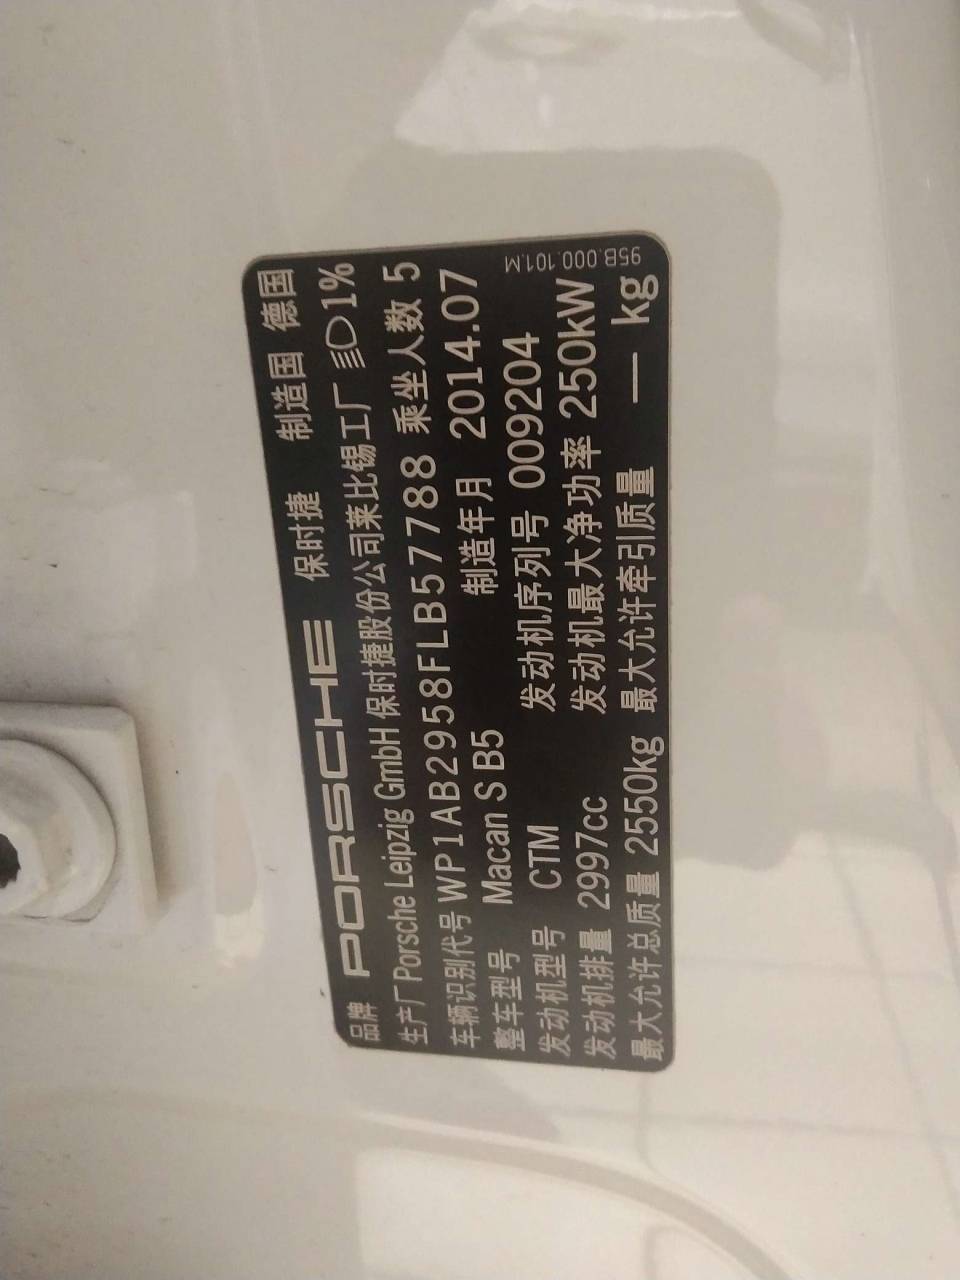 品牌 PORSCHE 保时捷 制造国 德国
生产厂 Porsche Leipzig GmbH 保时捷股份公司莱比锡工厂 1%
车辆识别代号 WP1AB2958FLB57788 乘坐人数 5
整车型号 Macan S B5 制造年月 2014.07
发动机型号 CTM 发动机序列号 009204
发动机排量 2997cc 发动机最大净功率 250kW
最大允许总质量 2550kg 最大允许牵引质量 — kg
95B.000.101.M